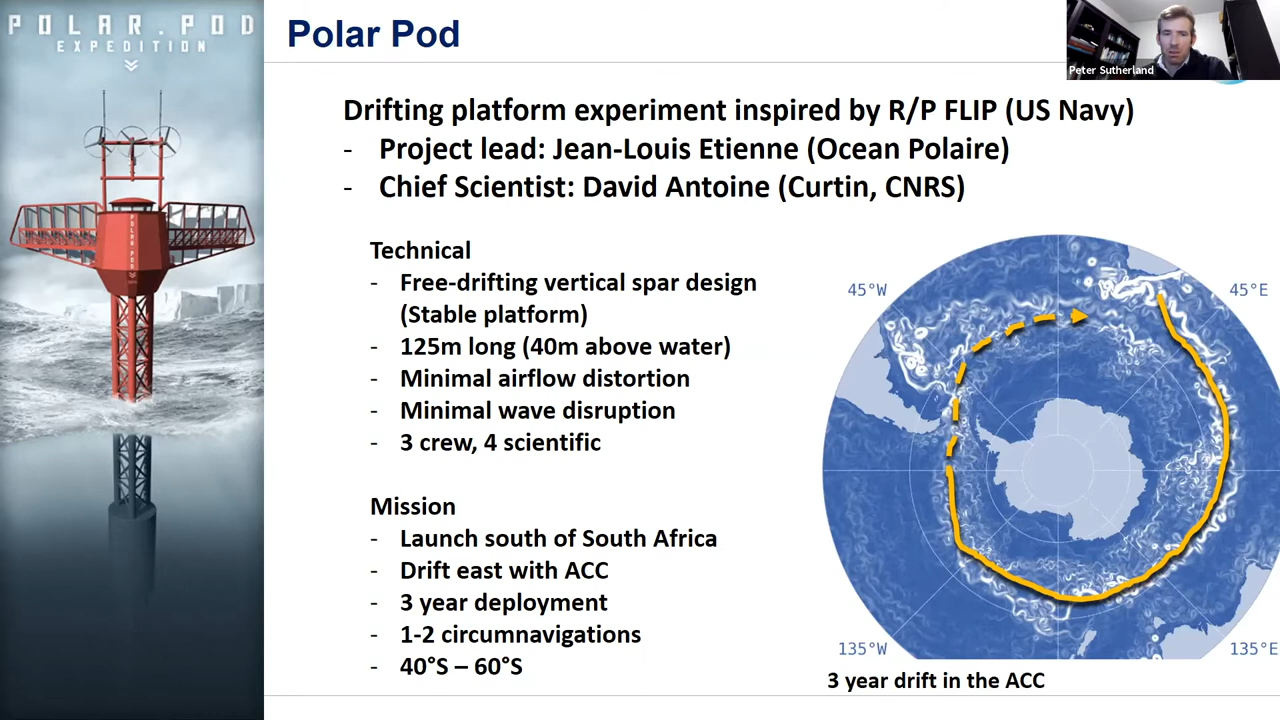 POLAR.POD
EXPEDITION
Polar Pod
Peter Sutherland
Drifting platform experiment inspired by R/P FLIP (US Navy)
- Project lead: Jean-Louis Etienne (Ocean Polaire)
- Chief Scientist: David Antoine (Curtin, CNRS)
Technical
- Free-drifting vertical spar design
(Stable platform)
- 125m long (40m above water)
- Minimal airflow distortion
- Minimal wave disruption
- 3 crew, 4 scientific
Mission
- Launch south of South Africa
- Drift east with ACC
- 3 year deployment
- 1-2 circumnavigations
- 40°S – 60°S
45°W
45°E
135°W
135°E
3 year drift in the ACC
POLAR.POD